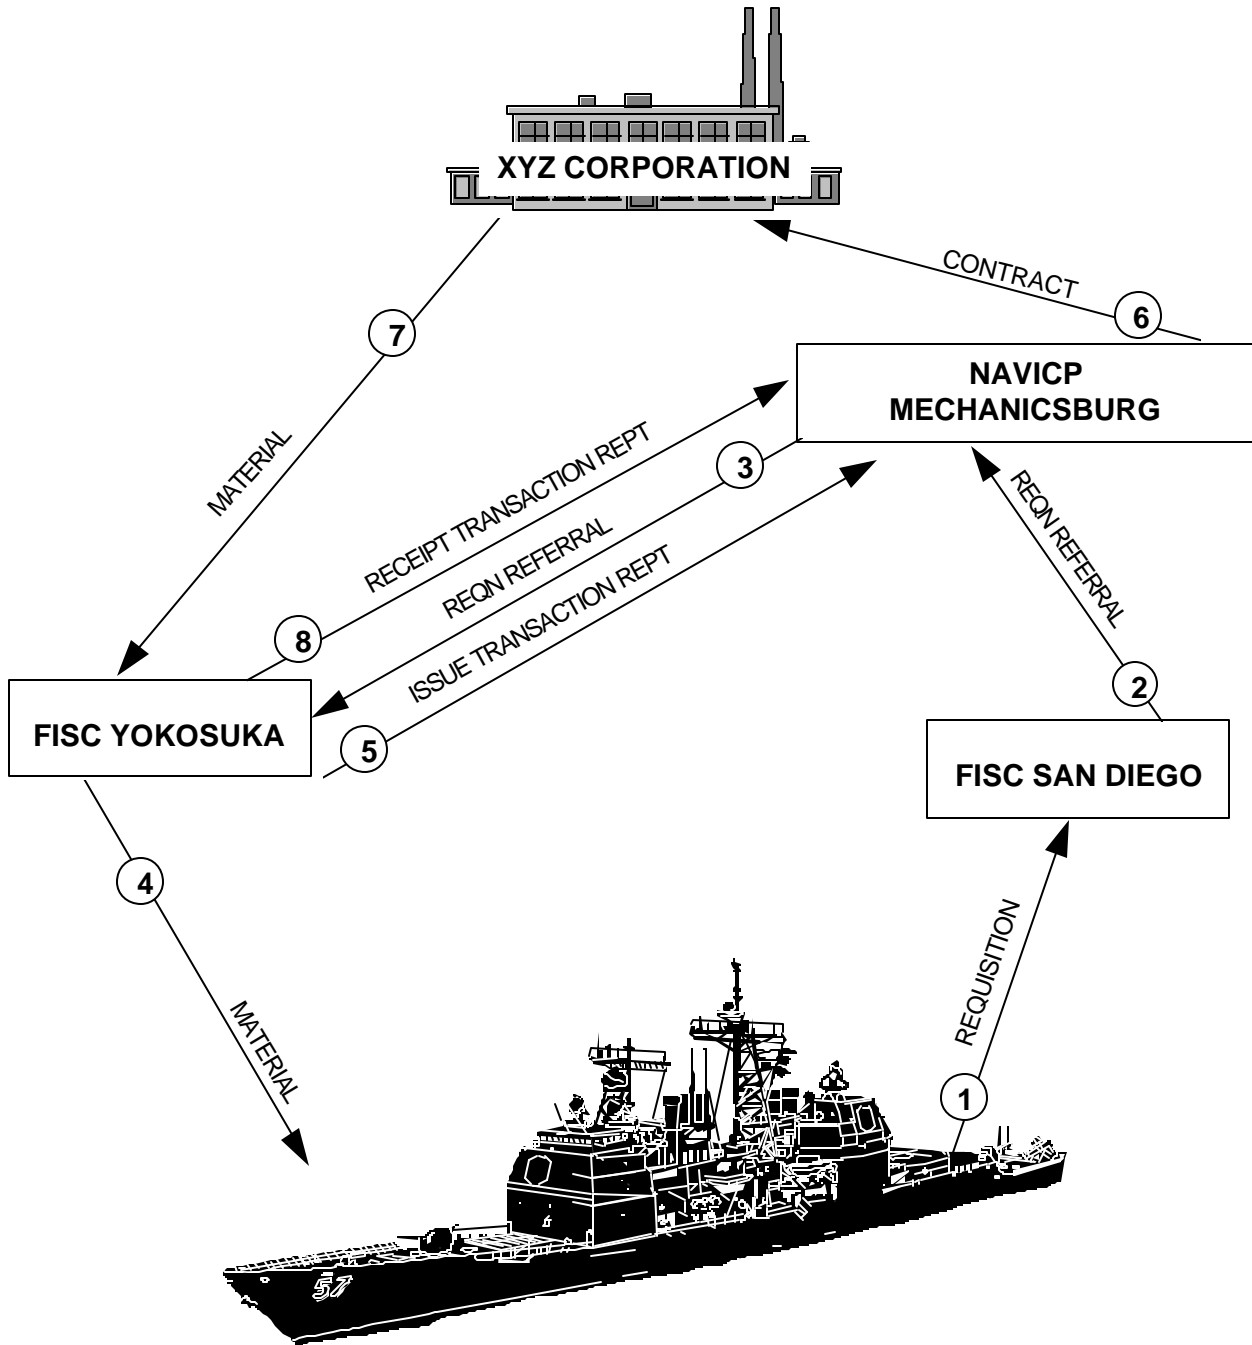 XYZ CORPORATION
CONTRACT
6
7
NAVICP
MECHANICSBURG
MATERIAL
RECEIPT TRANSACTION REPT
3
REQN REFERRAL
REQN REFERRAL
ISSUE TRANSACTION REPT
8
2
FISC YOKOSUKA
5
FISC SAN DIEGO
4
REQUISITION
MATERIAL
1
57